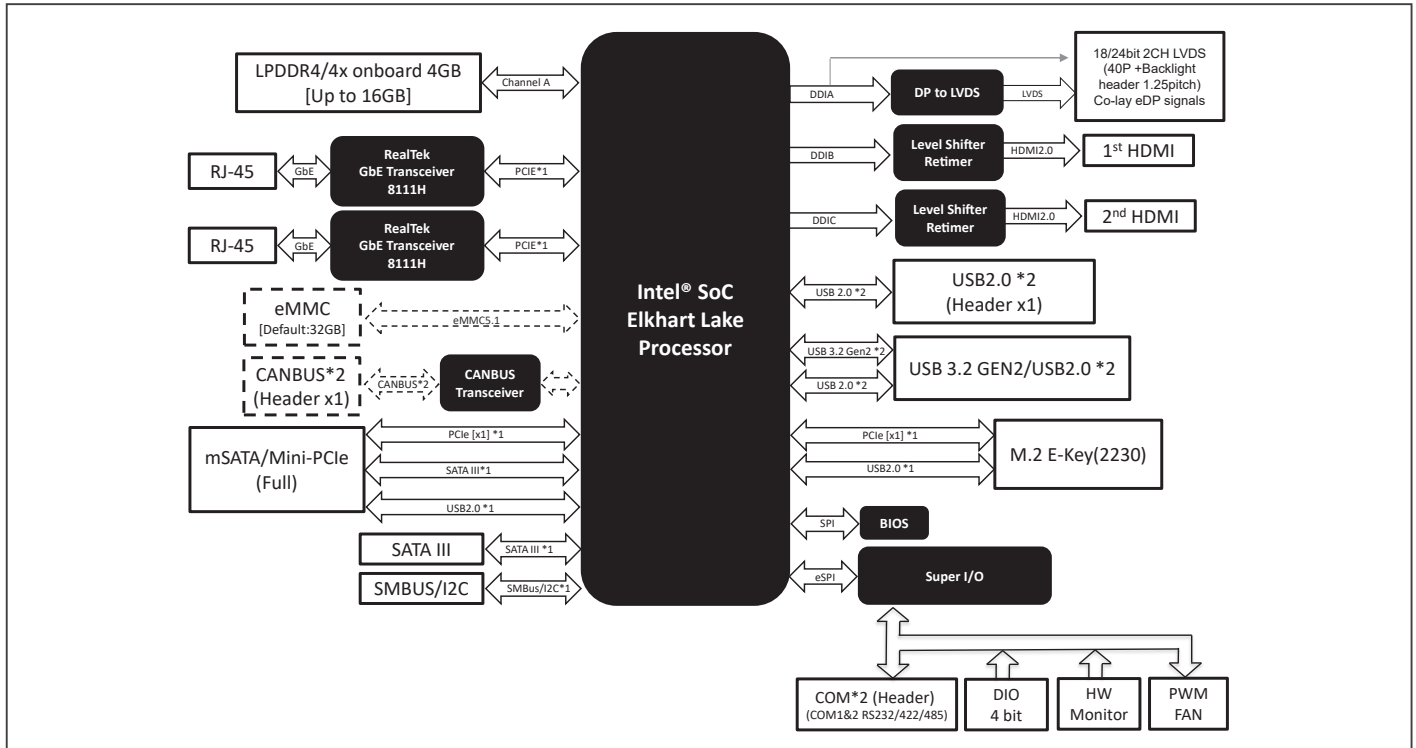 LPDDR4/4x onboard 4GB
[Up to 16GB]
Channel A
RJ-45
GbE
RealTek
GbE Transceiver
8111H
PCIE*1
RJ-45
GbE
RealTek
GbE Transceiver
8111H
PCIE*1
eMMC
[Default:32GB]
eMMC5.1
CANBUS*2
(Header x1)
CANBUS*2
CANBUS
Transceiver
mSATA/Mini-PCIe
(Full)
PCIe [x1] *1
SATA III*1
USB2.0 *1
SATA III
SATA III *1
SMBUS/I2C
SMBus/I2C*1
Intel® SoC
Elkhart Lake
Processor
DDIA
DP to LVDS
LVDS
18/24bit 2CH LVDS
(40P +Backlight
header 1.25pitch)
Co-lay eDP signals
DDIB
Level Shifter
Retimer
HDMI2.0
1st HDMI
DDIC
Level Shifter
Retimer
HDMI2.0
2nd HDMI
USB 2.0 *2
USB2.0 *2
(Header x1)
USB 3.2 Gen2 *2
USB 2.0 *2
USB 3.2 GEN2/USB2.0 *2
PCIe [x1] *1
USB2.0 *1
M.2 E-Key(2230)
SPI
BIOS
eSPI
Super I/O
COM*2 (Header)
(COM1&2 RS232/422/485)
DIO
4 bit
HW
Monitor
PWM
FAN